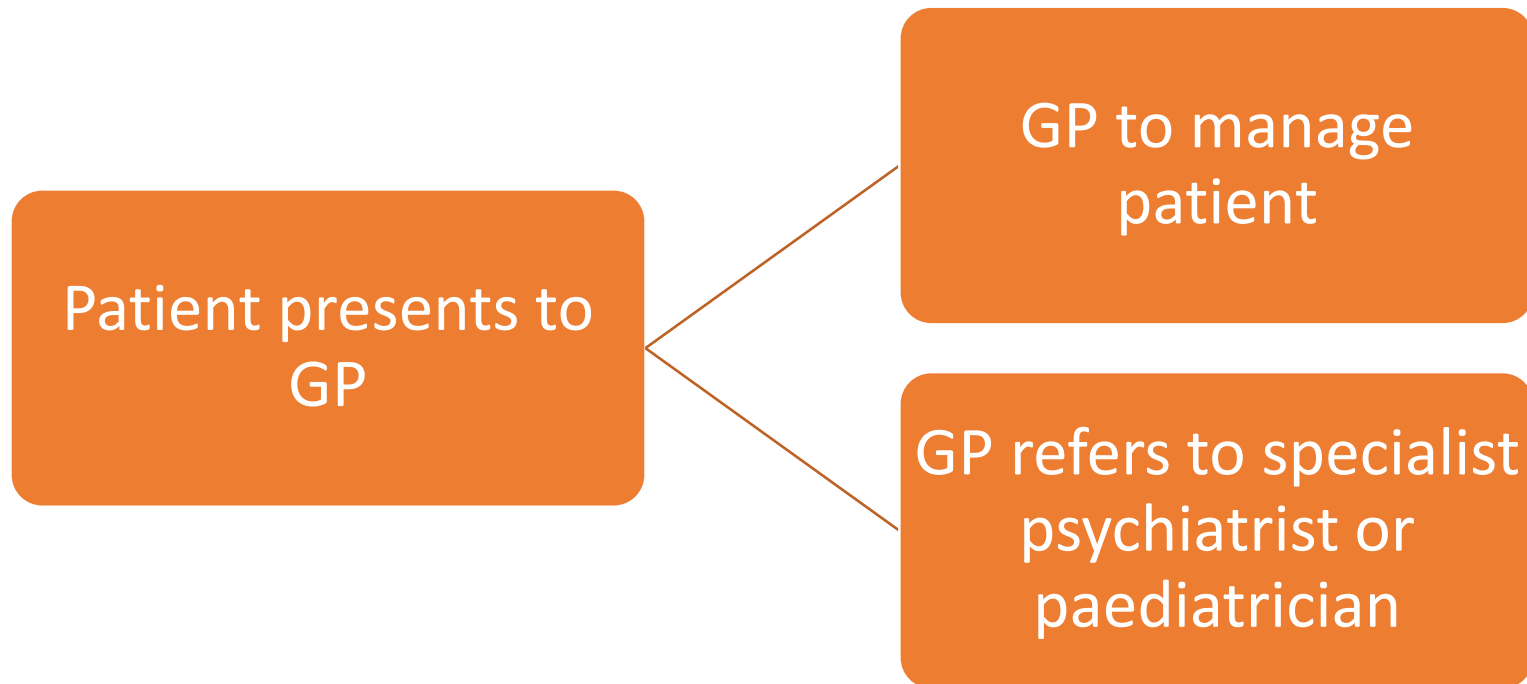 Patient presents to
GP
GP to manage
patient
GP refers to specialist
psychiatrist or
paediatrician